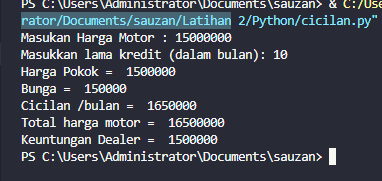 PS C:\Users\Administrator\Documents\sauzan> & C:/Us
rator/Documents/sauzan/Latihan 2/Python/cicilan.py"
Masukan Harga Motor : 15000000
Masukkan lama kredit (dalam bulan): 10
Harga Pokok =  1500000
Bunga =  150000
Cicilan /bulan =  1650000
Total harga motor =  16500000
Keuntungan Dealer =  1500000
PS C:\Users\Administrator\Documents\sauzan>